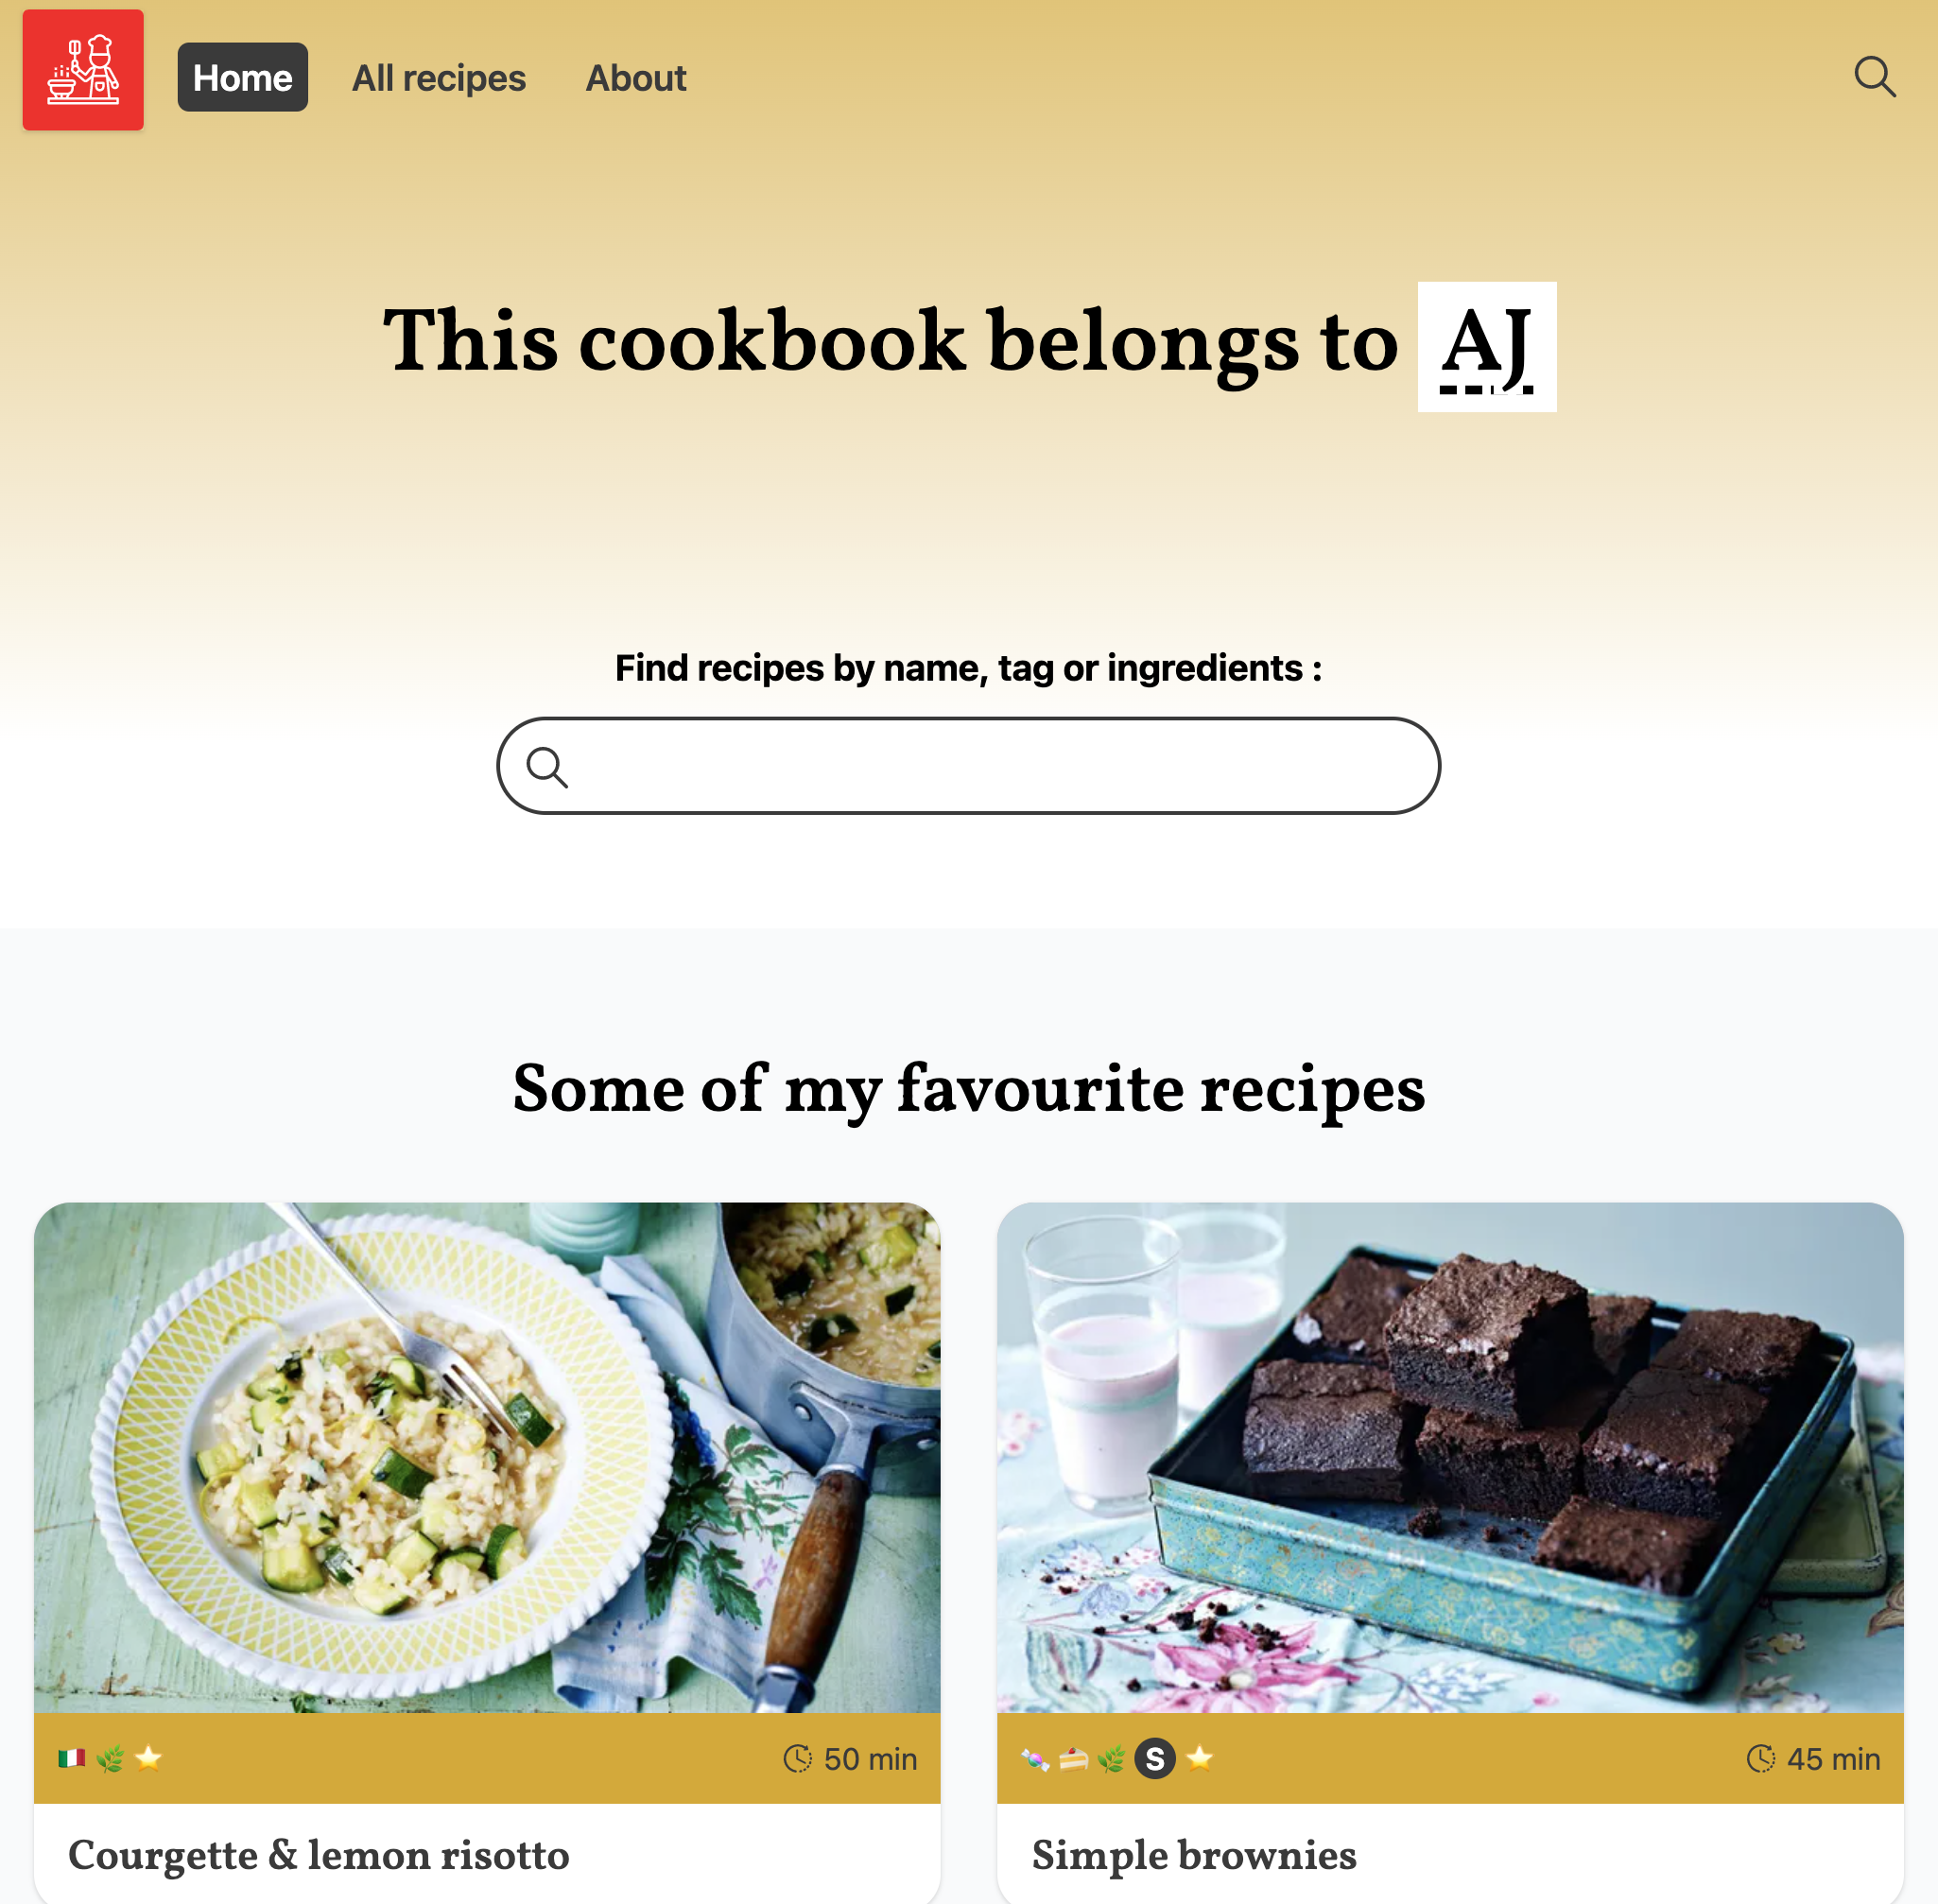 Home All recipes About
This cookbook belongs to AJ
Find recipes by name, tag or ingredients :
Some of my favourite recipes
50 min
Courgette & lemon risotto
S 45 min
Simple brownies